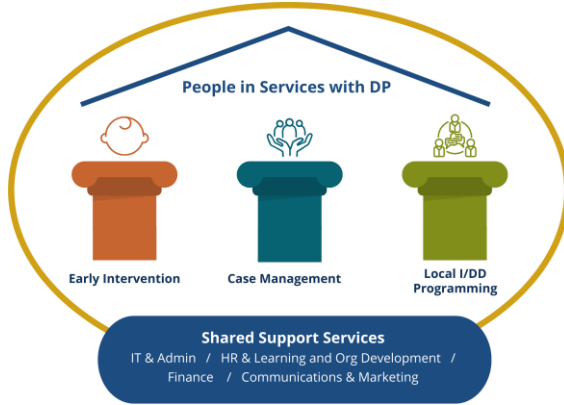 People in Services with DP
Early Intervention
Case Management
Local I/DD
Programming
Shared Support Services
IT & Admin / HR & Learning and Org Development /
Finance / Communications & Marketing